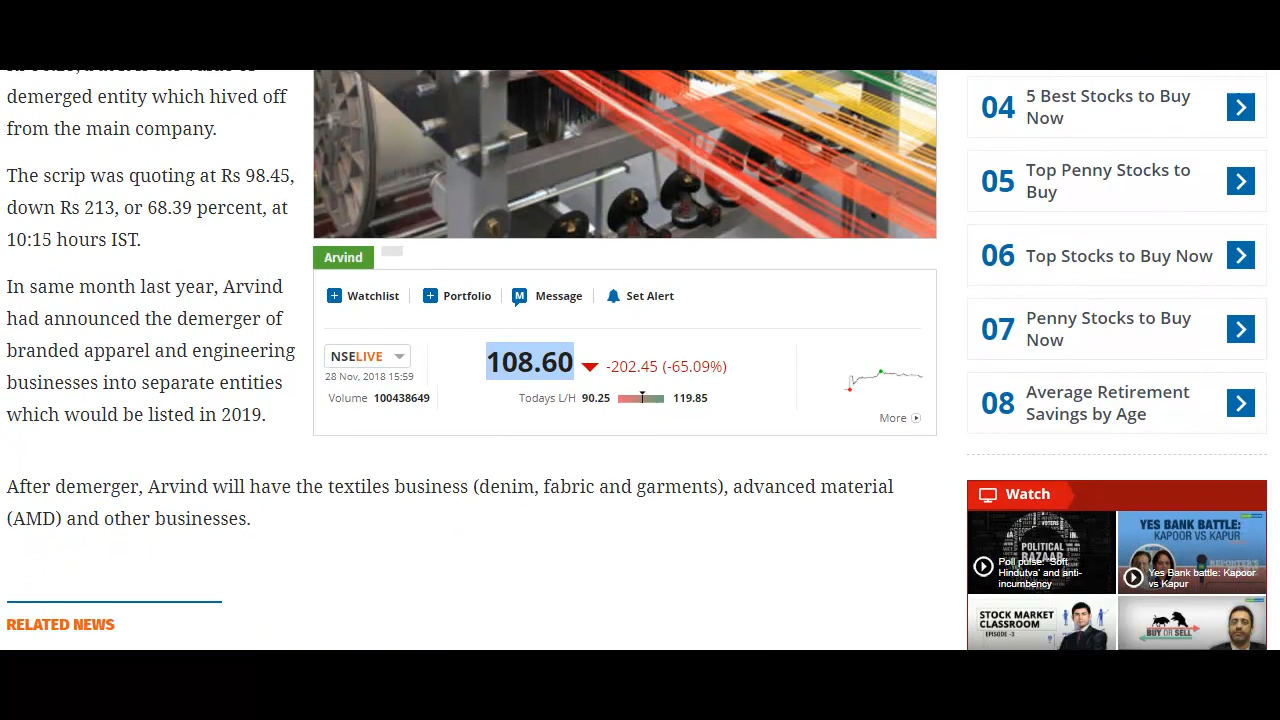 demerged entity which hived off
from the main company.
The scrip was quoting at Rs 98.45,
down Rs 213, or 68.39 percent, at
10:15 hours IST.
In same month last year, Arvind
had announced the demerger of
branded apparel and engineering
businesses into separate entities
which would be listed in 2019.
Arvind
Watchlist
Portfolio
M Message
Set Alert
NSELIVE
28 Nov, 2018 15:59
Volume 100438649
108.60
-202.45 (-65.09%)
Todays L/H 90.25 119.85
More
After demerger, Arvind will have the textiles business (denim, fabric and garments), advanced material
(AMD) and other businesses.
RELATED NEWS
04 5 Best Stocks to Buy
Now
05 Top Penny Stocks to
Buy
06 Top Stocks to Buy Now
07 Penny Stocks to Buy
Now
08 Average Retirement
Savings by Age
Watch
POLITICAL
BAZAAR
Poll pulse: 'Soft
Hindutva' and anti-
incumbency
YES BANK BATTLE:
KAPOOR VS KAPUR
Yes Bank battle: Kapoor
vs Kapur
STOCK MARKET
CLASSROOM
EPISODE -3
BUY OR SELL